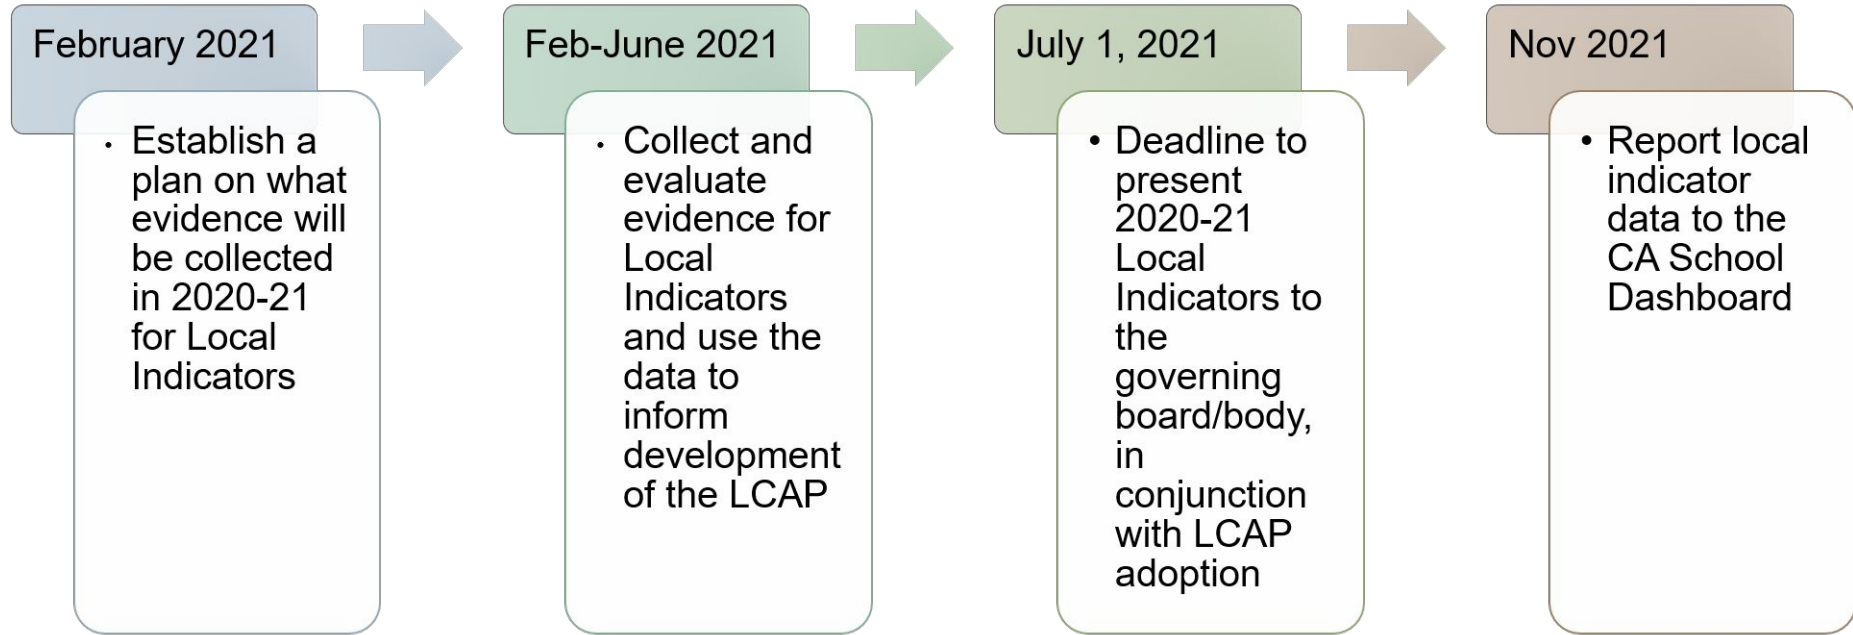 February 2021
• Establish a
plan on what
evidence will
be collected
in 2020-21
for Local
Indicators
Feb-June 2021
• Collect and
evaluate
evidence for
Local
Indicators
and use the
data to
inform
development
of the LCAP
July 1, 2021
• Deadline to
present
2020-21
Local
Indicators to
the
governing
board/body,
in
conjunction
with LCAP
adoption
Nov 2021
• Report local
indicator
data to the
CA School
Dashboard